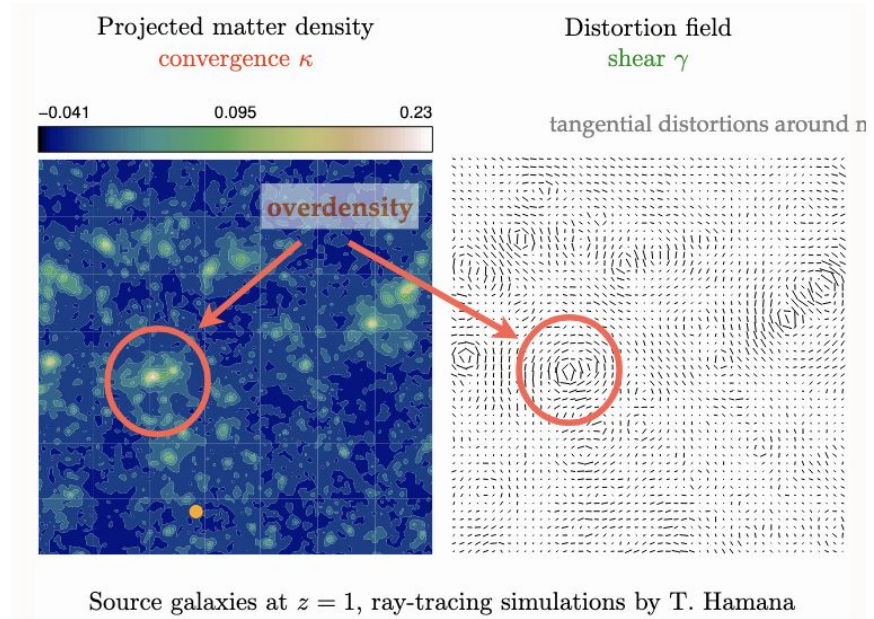 Projected matter density
convergence κ
Distortion field
shear γ
−0.041 0.095 0.23
tangential distortions around
overdensity
Source galaxies at z = 1, ray-tracing simulations by T. Hamana